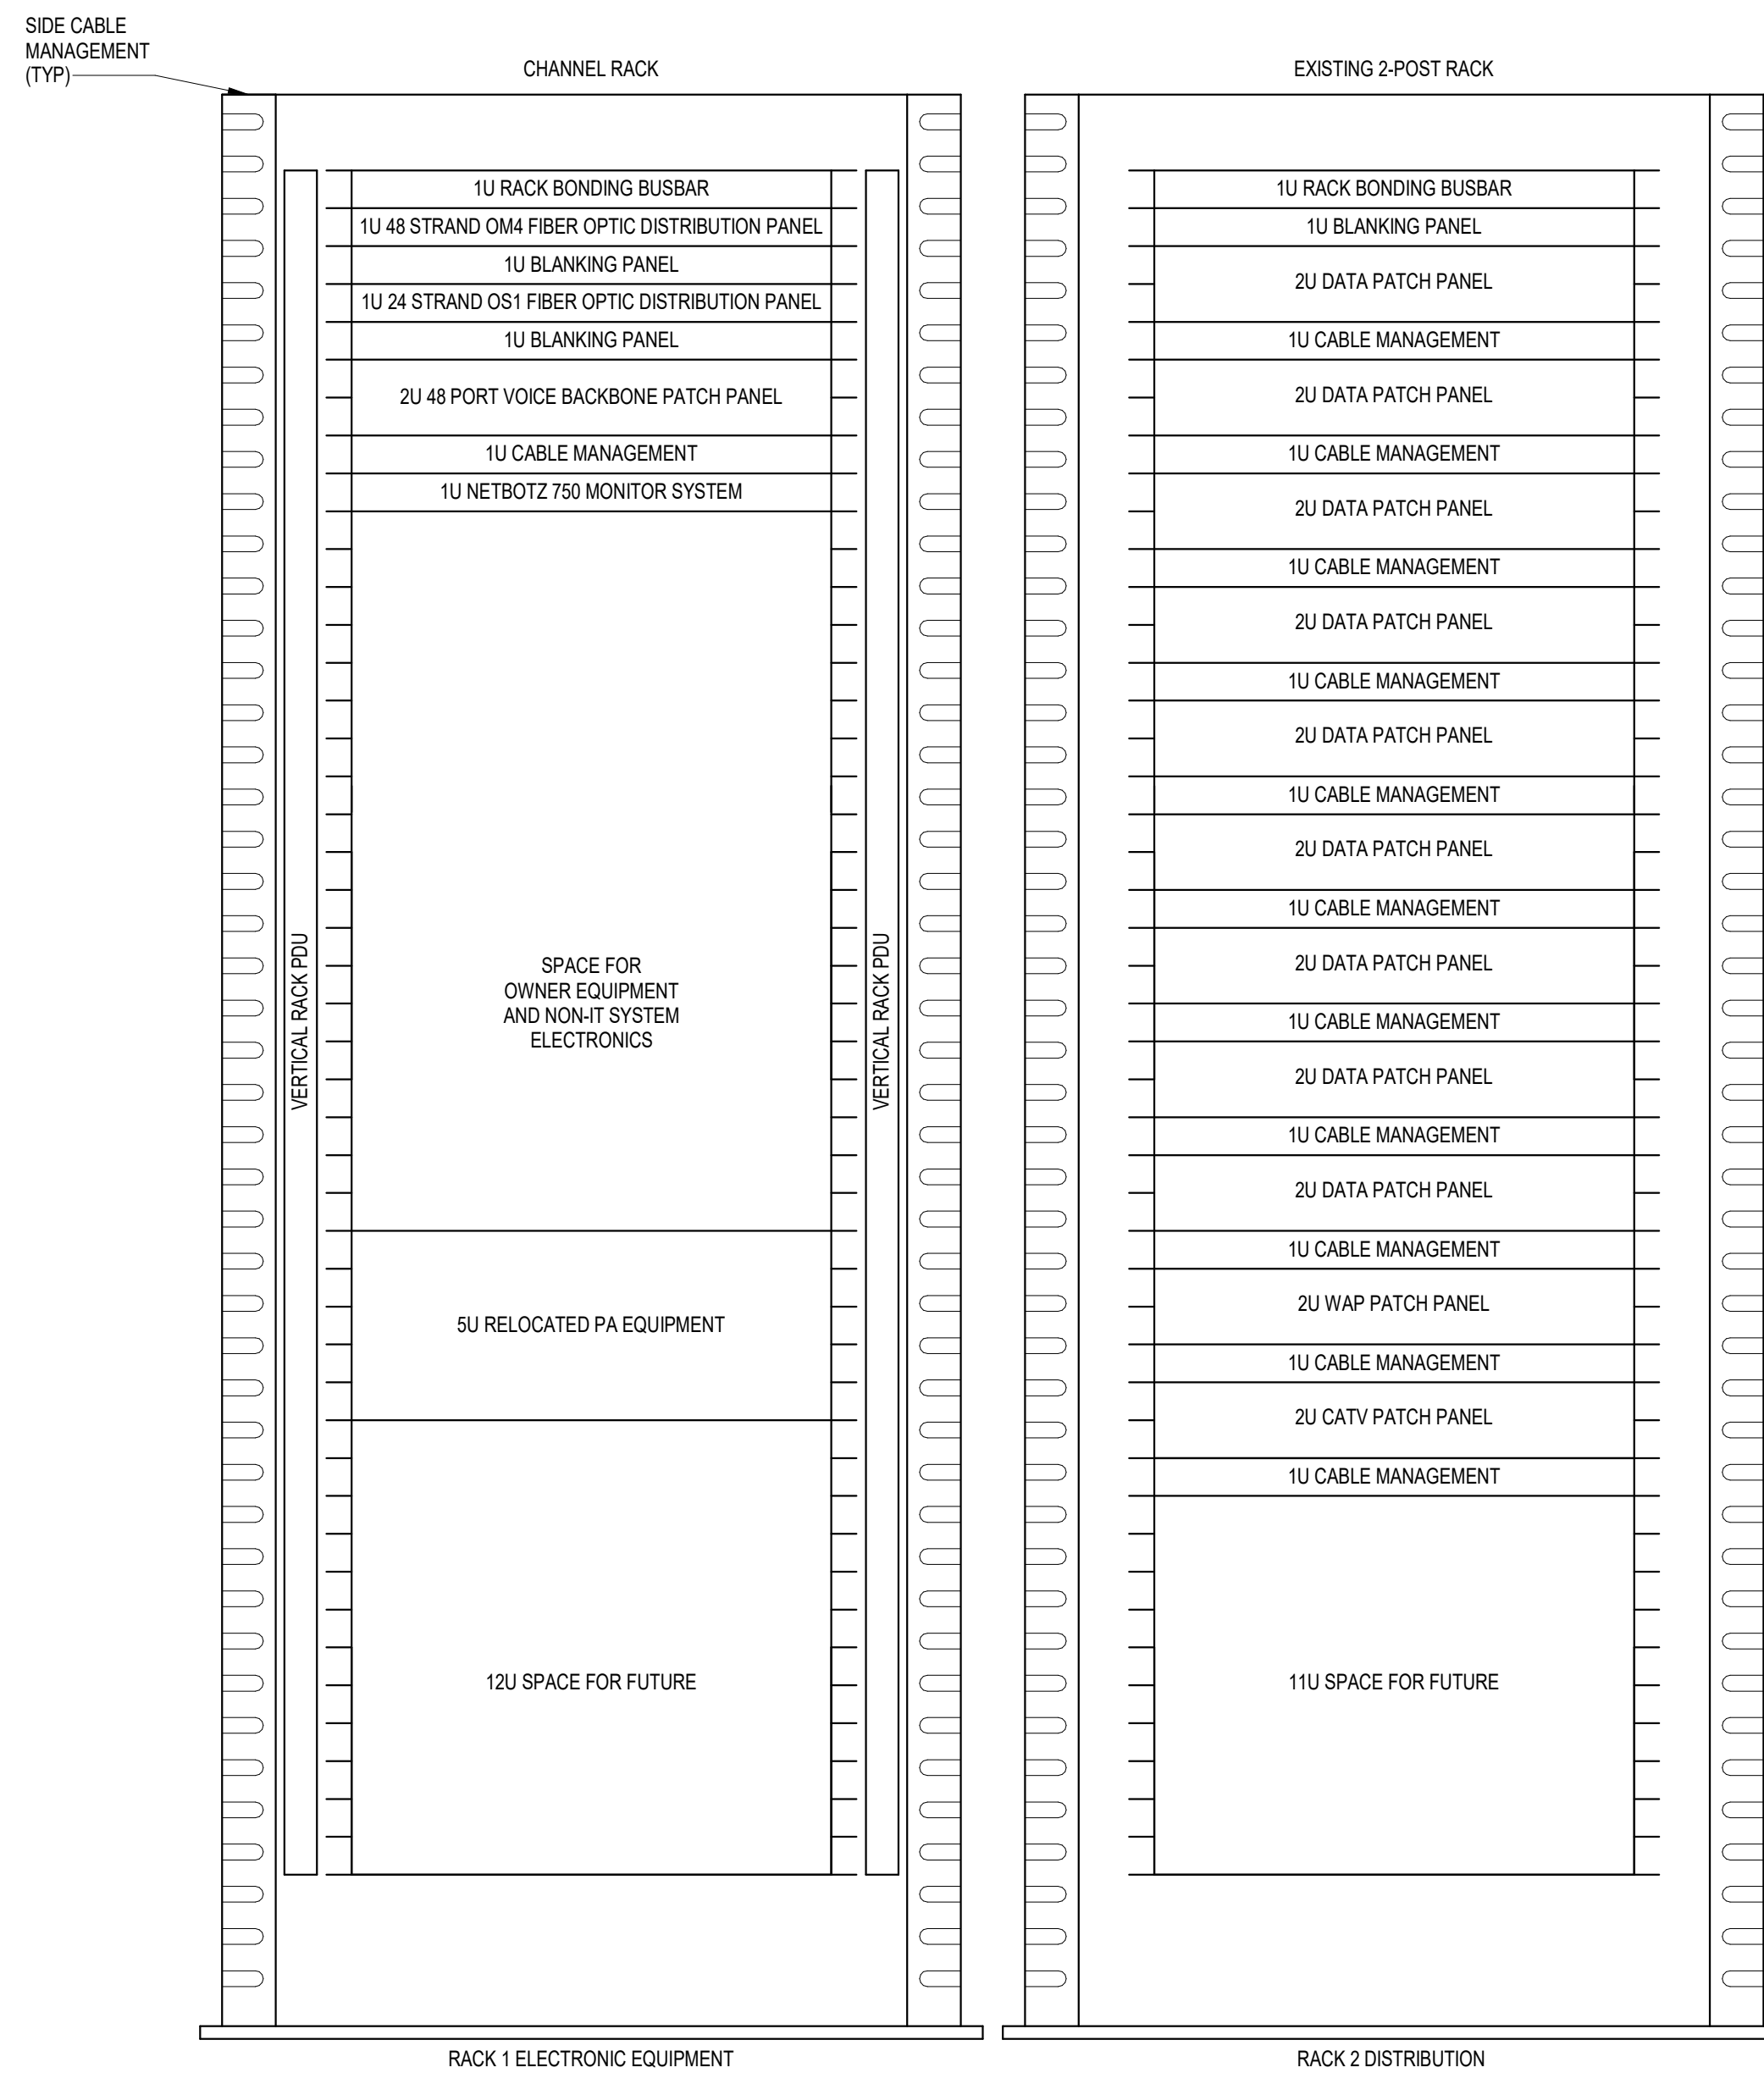 SIDE CABLE
MANAGEMENT
(TYP)
CHANNEL RACK
1U RACK BONDING BUSBAR
1U 48 STRAND OM4 FIBER OPTIC DISTRIBUTION PANEL
1U BLANKING PANEL
1U 24 STRAND OS1 FIBER OPTIC DISTRIBUTION PANEL
1U BLANKING PANEL
2U 48 PORT VOICE BACKBONE PATCH PANEL
1U CABLE MANAGEMENT
1U NETBOTZ 750 MONITOR SYSTEM
VERTICAL RACK PDU
SPACE FOR
OWNER EQUIPMENT
AND NON-IT SYSTEM
ELECTRONICS
VERTICAL RACK PDU
5U RELOCATED PA EQUIPMENT
12U SPACE FOR FUTURE
RACK 1 ELECTRONIC EQUIPMENT
EXISTING 2-POST RACK
1U RACK BONDING BUSBAR
1U BLANKING PANEL
2U DATA PATCH PANEL
1U CABLE MANAGEMENT
2U DATA PATCH PANEL
1U CABLE MANAGEMENT
2U DATA PATCH PANEL
1U CABLE MANAGEMENT
2U DATA PATCH PANEL
1U CABLE MANAGEMENT
2U DATA PATCH PANEL
1U CABLE MANAGEMENT
2U DATA PATCH PANEL
1U CABLE MANAGEMENT
2U DATA PATCH PANEL
1U CABLE MANAGEMENT
2U DATA PATCH PANEL
1U CABLE MANAGEMENT
2U DATA PATCH PANEL
1U CABLE MANAGEMENT
2U WAP PATCH PANEL
1U CABLE MANAGEMENT
2U CATV PATCH PANEL
1U CABLE MANAGEMENT
11U SPACE FOR FUTURE
RACK 2 DISTRIBUTION